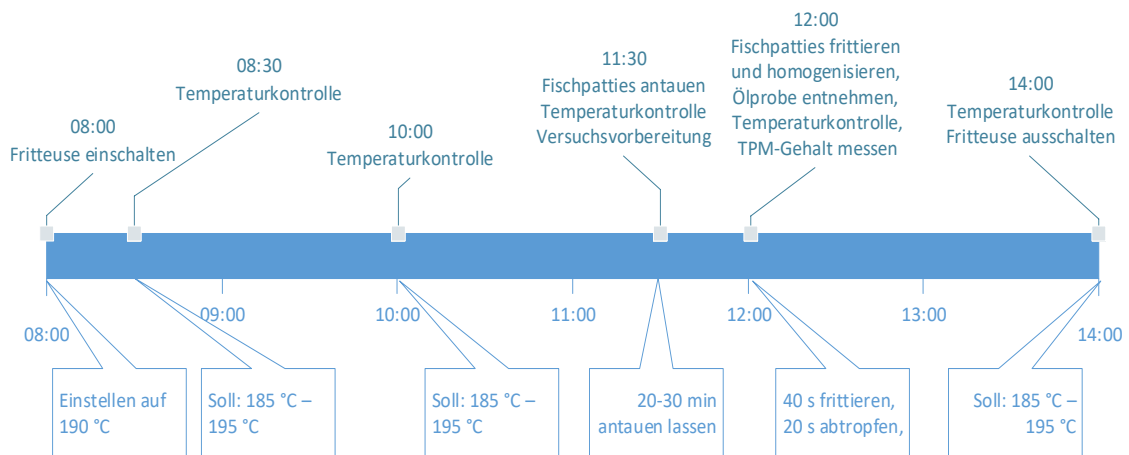 08:00
Fritteuse einschalten
08:30
Temperaturkontrolle
10:00
Temperaturkontrolle
11:30
Fischpatties antauen
Temperaturkontrolle
Versuchsvorbereitung
12:00
Fischpatties frittieren
und homogenisieren,
Ölprobe entnehmen,
Temperaturkontrolle,
TPM-Gehalt messen
14:00
Temperaturkontrolle
Fritteuse ausschalten
08:00
09:00
10:00
11:00
12:00
13:00
14:00
Einstellen auf
190 °C
Soll: 185 °C –
195 °C
Soll: 185 °C –
195 °C
20-30 min
antauen lassen
40 s frittieren,
20 s abtropfen,
Soll: 185 °C –
195 °C